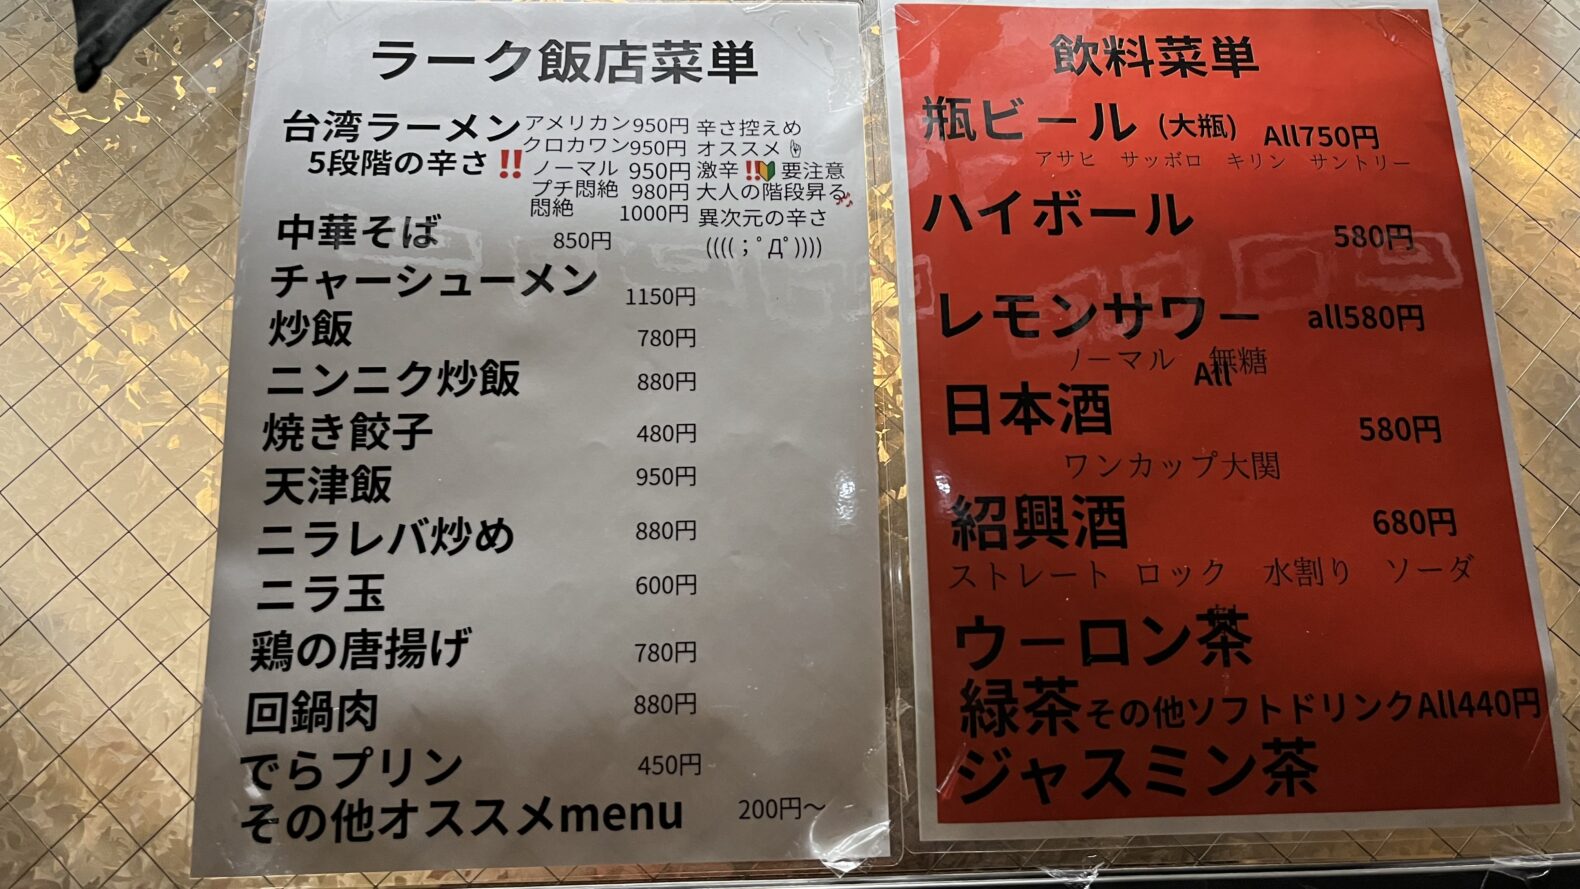 ラーク飯店菜単
台湾ラーメン アメリカン 950円 辛さ控えめ
クロカワン 950円 オススメ☝
5段階の辛さ‼ ノーマル 950円 激辛‼🔰要注意
プチ悶絶 980円 大人の階段昇る
悶絶 1000円 異次元の辛さ
((((；ﾟДﾟ))))
中華そば 850円
チャーシューメン 1150円
炒飯 780円
ニンニク炒飯 880円
焼き餃子 480円
天津飯 950円
ニラレバ炒め 880円
ニラ玉 600円
鶏の唐揚げ 780円
回鍋肉 880円
でらプリン 450円
その他オススメmenu 200円～
飲料菜単
瓶ビール (大瓶) All750円
アサヒ サッポロ キリン サントリー
ハイボール 580円
レモンサワー all580円
ノーマル 無糖
All
日本酒 580円
ワンカップ大関
紹興酒 680円
ストレート ロック 水割り ソーダ
ウーロン茶
緑茶その他ソフトドリンクAll440円
ジャスミン茶